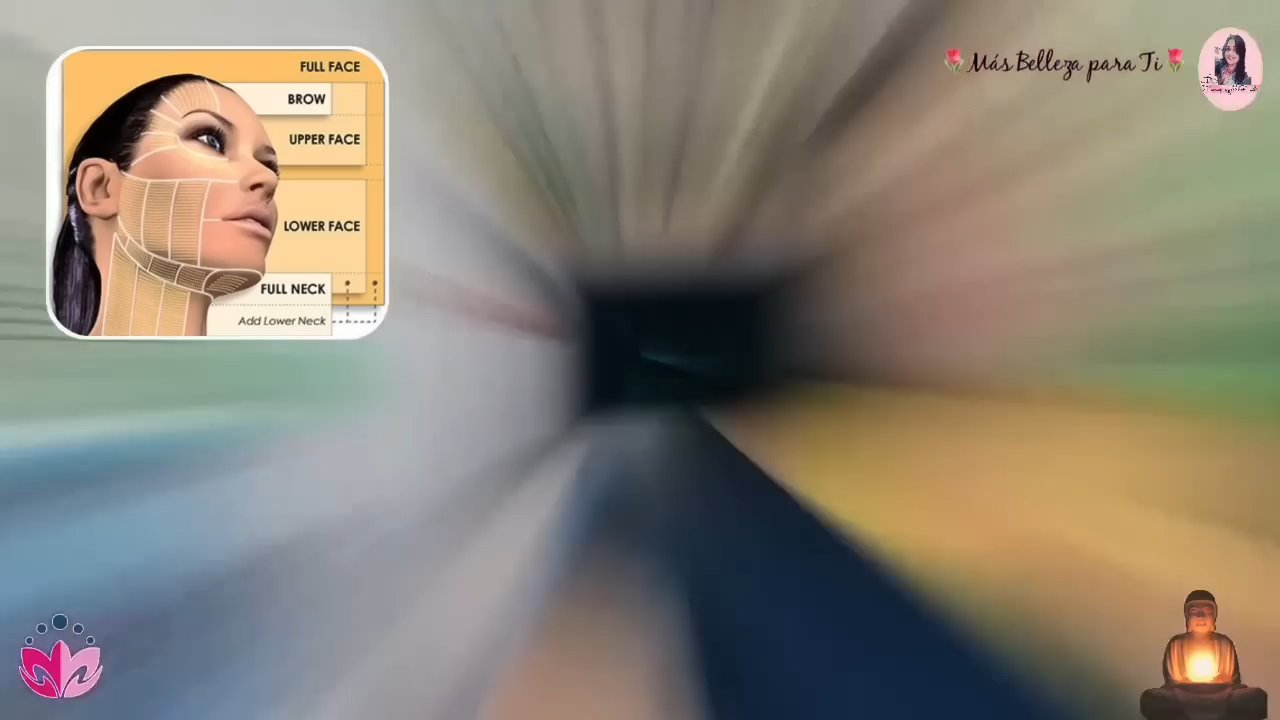 FULL FACE
BROW
UPPER FACE
LOWER FACE
FULL NECK
Add Lower Neck
Más Belleza para Ti